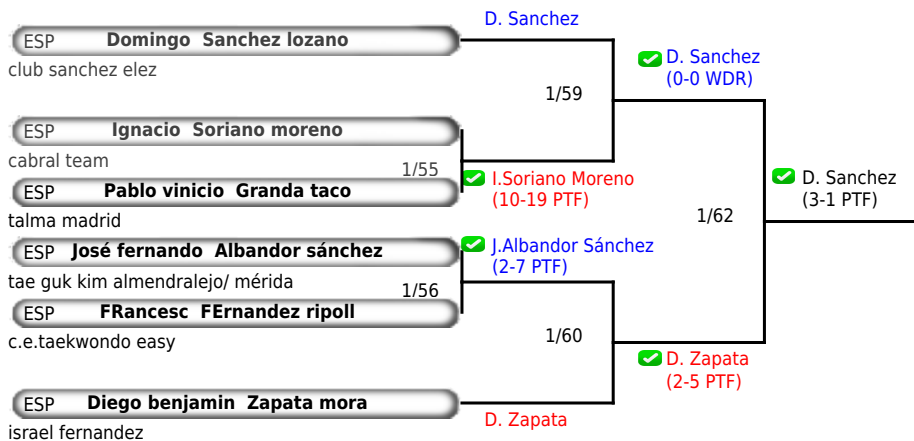 D. Sanchez
ESP Domingo Sanchez lozano
club sanchez elez
D. Sanchez
(0-0 WDR)
1/59
ESP Ignacio Soriano moreno
cabral team
1/55
I.Soriano Moreno
(10-19 PTF)
ESP Pablo vinicio Granda taco
talma madrid
D. Sanchez
(3-1 PTF)
1/62
ESP José fernando Albandor sánchez
tae guk kim almendralejo/ mérida
J.Albandor Sánchez
(2-7 PTF)
1/56
ESP FRancesc FErnandez ripoll
c.e.taekwondo easy
1/60
D. Zapata
(2-5 PTF)
ESP Diego benjamin Zapata mora
israel fernandez
D. Zapata